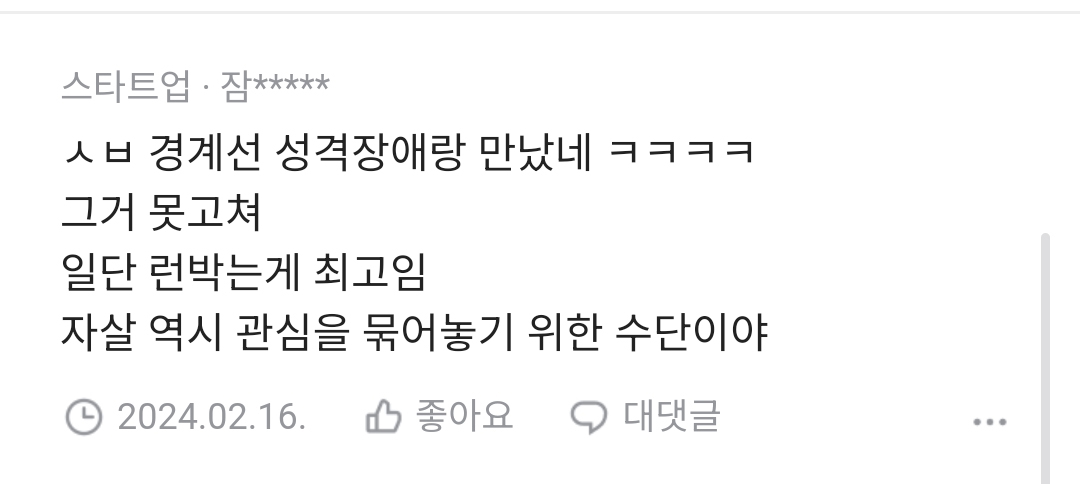 스타트업 · 잠*****
ㅅㅂ 경계선 성격장애랑 만났네 ㅋㅋㅋㅋ
그거 못고쳐
일단 런박는게 최고임
자살 역시 관심을 묶어놓기 위한 수단이야
2024.02.16. 좋아요 대댓글